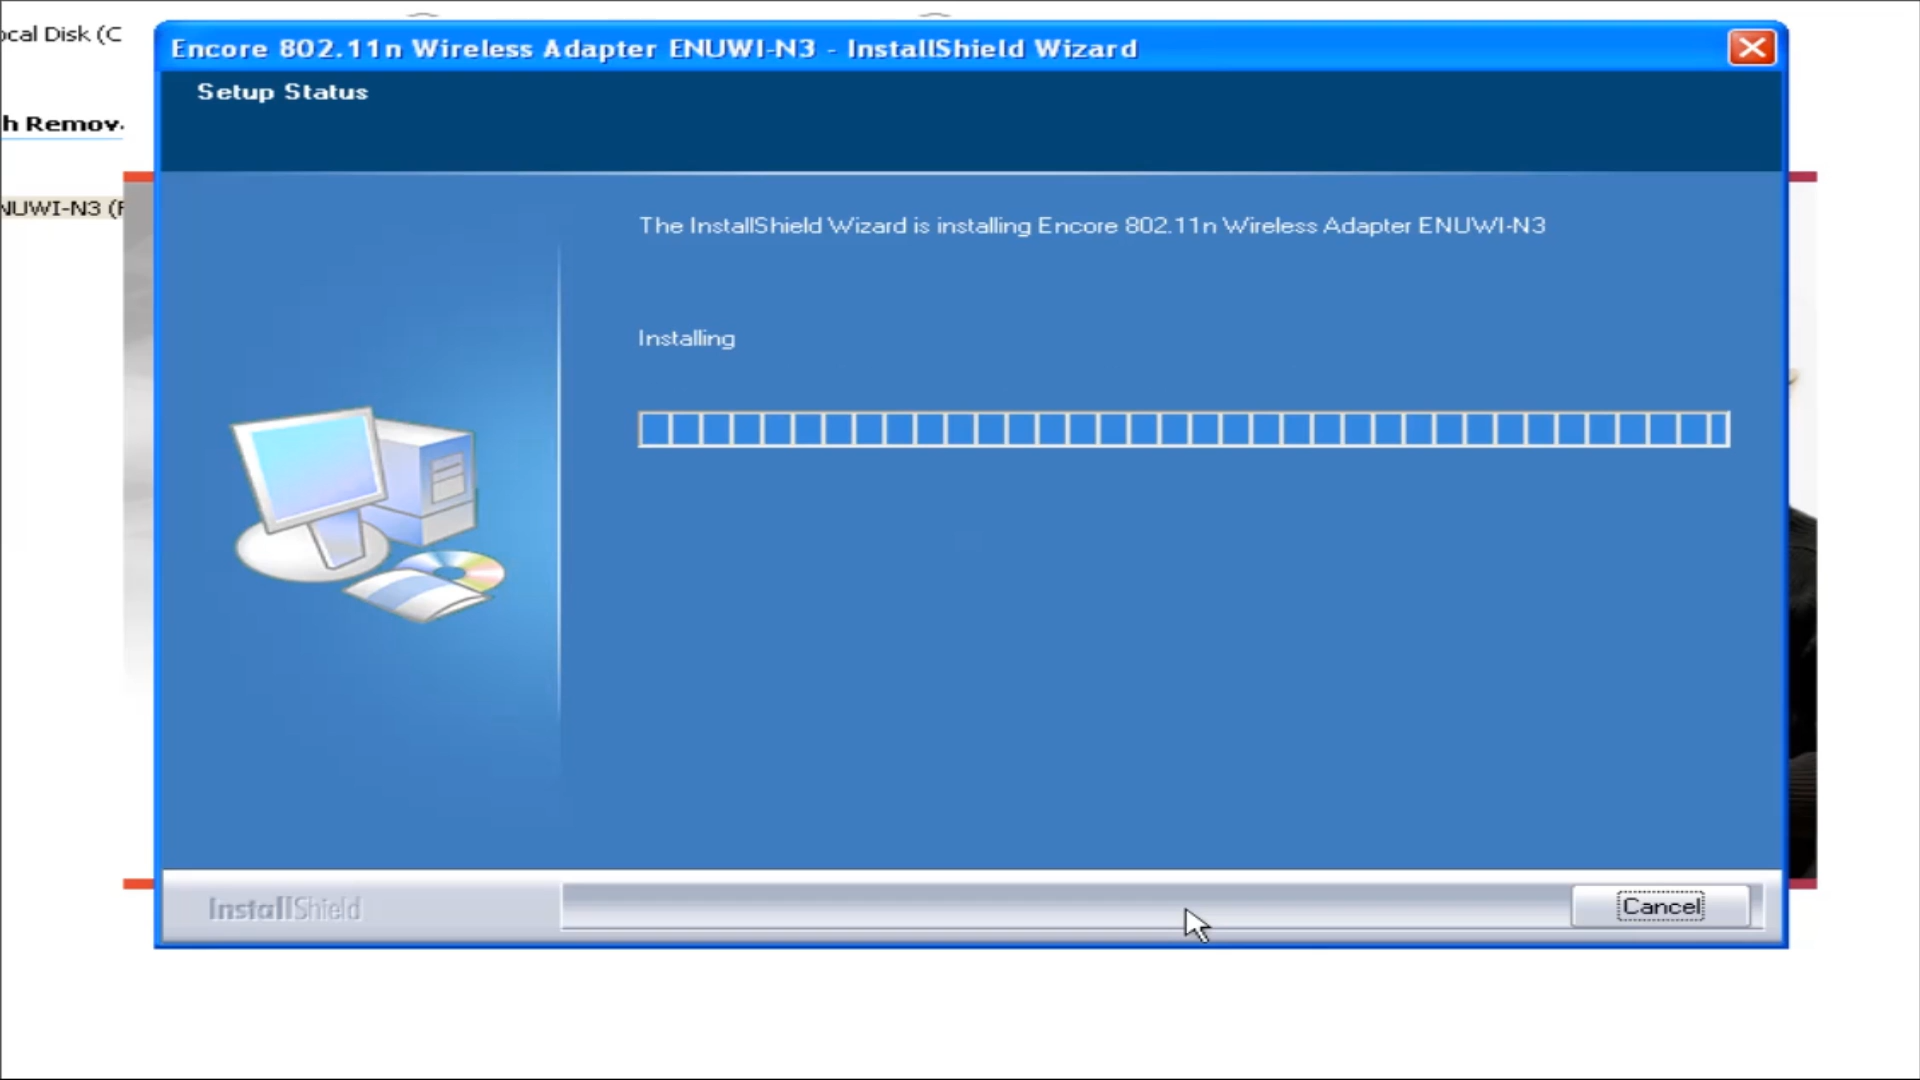 ocal Disk (C
Encore 802.11n Wireless Adapter ENUWI-N3 - InstallShield Wizard
Setup Status
h Remov
NUWI-N3 (F
The InstallShield Wizard is installing Encore 802.11n Wireless Adapter ENUWI-N3
Installing
InstallShield
Cancel